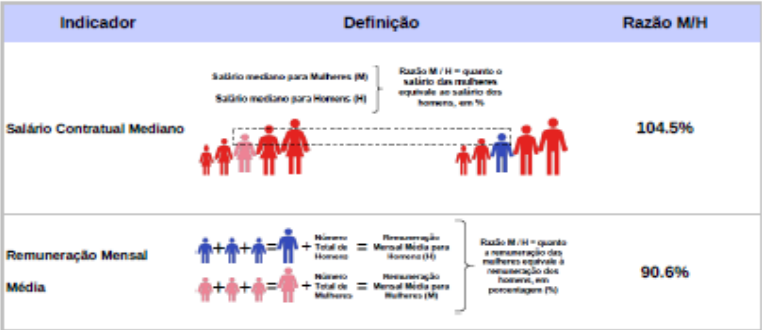 Indicador Definição Razão M/H
Salário mediano para Mulheres (M)
Salário mediano para Homens (H)
Razão M / H = quanto o
salário das mulheres
equivale ao salário dos
homens, em %
Salário Contratual Mediano
104.5%
Remuneração Mensal
Média
+ + = +
Número
Total de
Homens
=
Remuneração
Mensal Média para
Homens (H)
+ + = +
Número
Total de
Mulheres
=
Remuneração
Mensal Média para
Mulheres (M)
Razão M / H = quanto
a remuneração das
mulheres equivale à
remuneração dos
homens, em
porcentagem (%)
90.6%